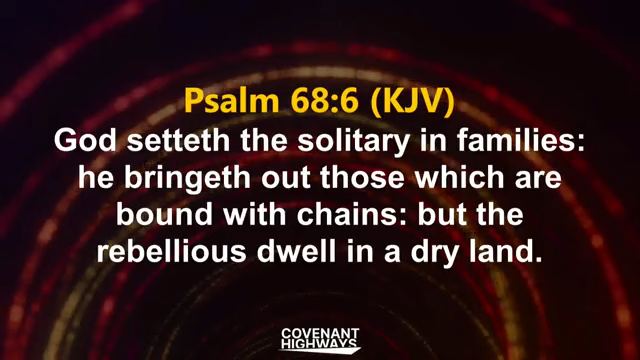 Psalm 68:6 (KJV)
God setteth the solitary in families:
he bringeth out those which are
bound with chains: but the
rebellious dwell in a dry land.
COVENANT
HIGHWAYS